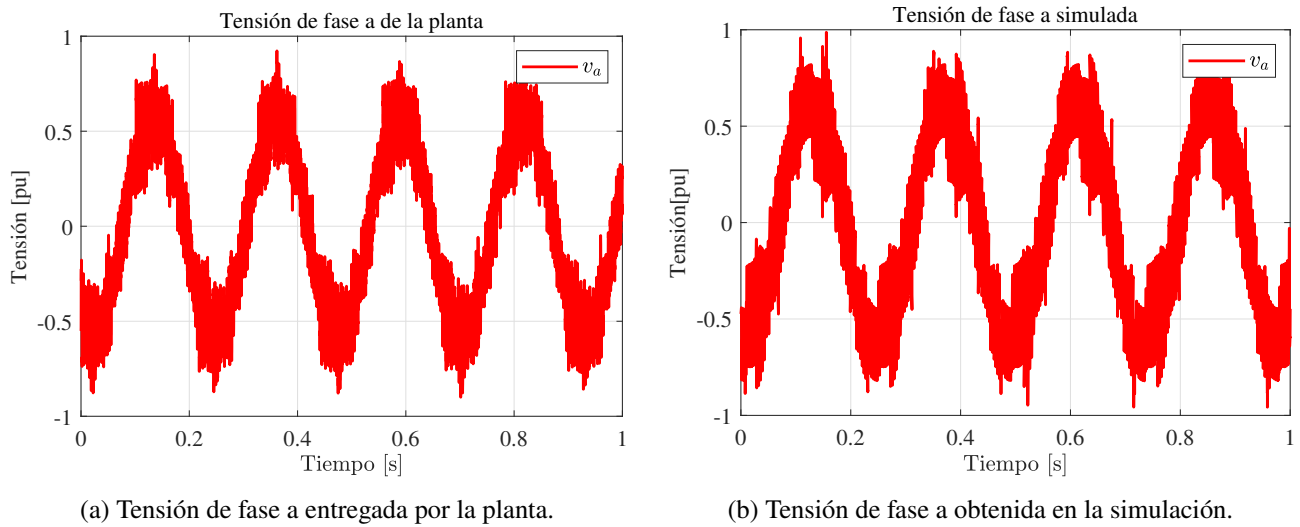 Tensión de fase a de la planta
1
0.5
0
-0.5
-1
Tensión [pu]
v_a
0 0.2 0.4 0.6 0.8 1
Tiempo [s]
(a) Tensión de fase a entregada por la planta.
Tensión de fase a simulada
1
0.5
0
-0.5
-1
Tensión[pu]
v_a
0 0.2 0.4 0.6 0.8 1
Tiempo [s]
(b) Tensión de fase a obtenida en la simulación.